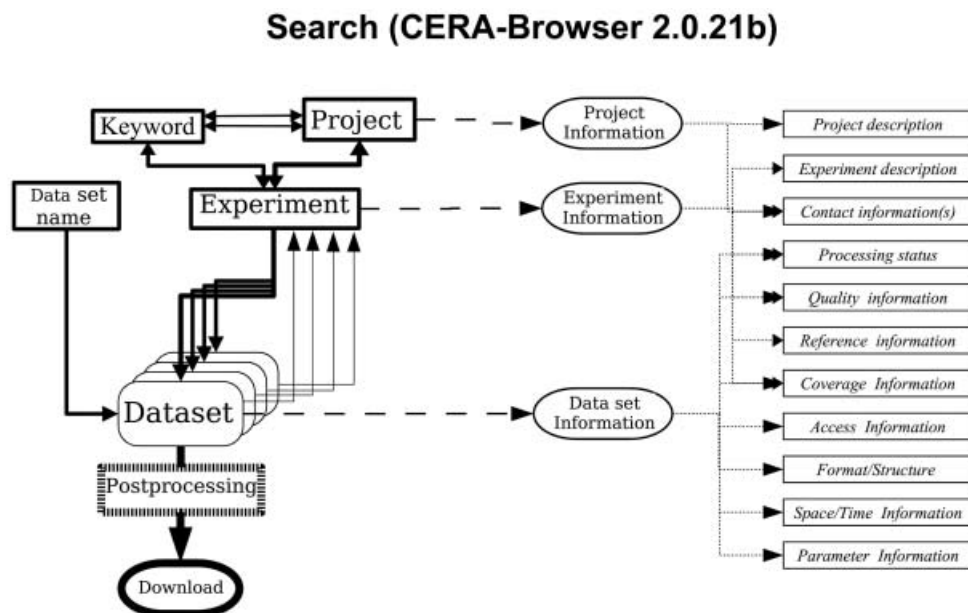 Search (CERA-Browser 2.0.21b)
Keyword
Project
Project
Information
Project description
Experiment description
Data set
name
Experiment
Experiment
Information
Contact information(s)
Processing status
Quality information
Reference information
Dataset
Data set
Information
Coverage Information
Access Information
Postprocessing
Format/Structure
Space/Time Information
Parameter Information
Download